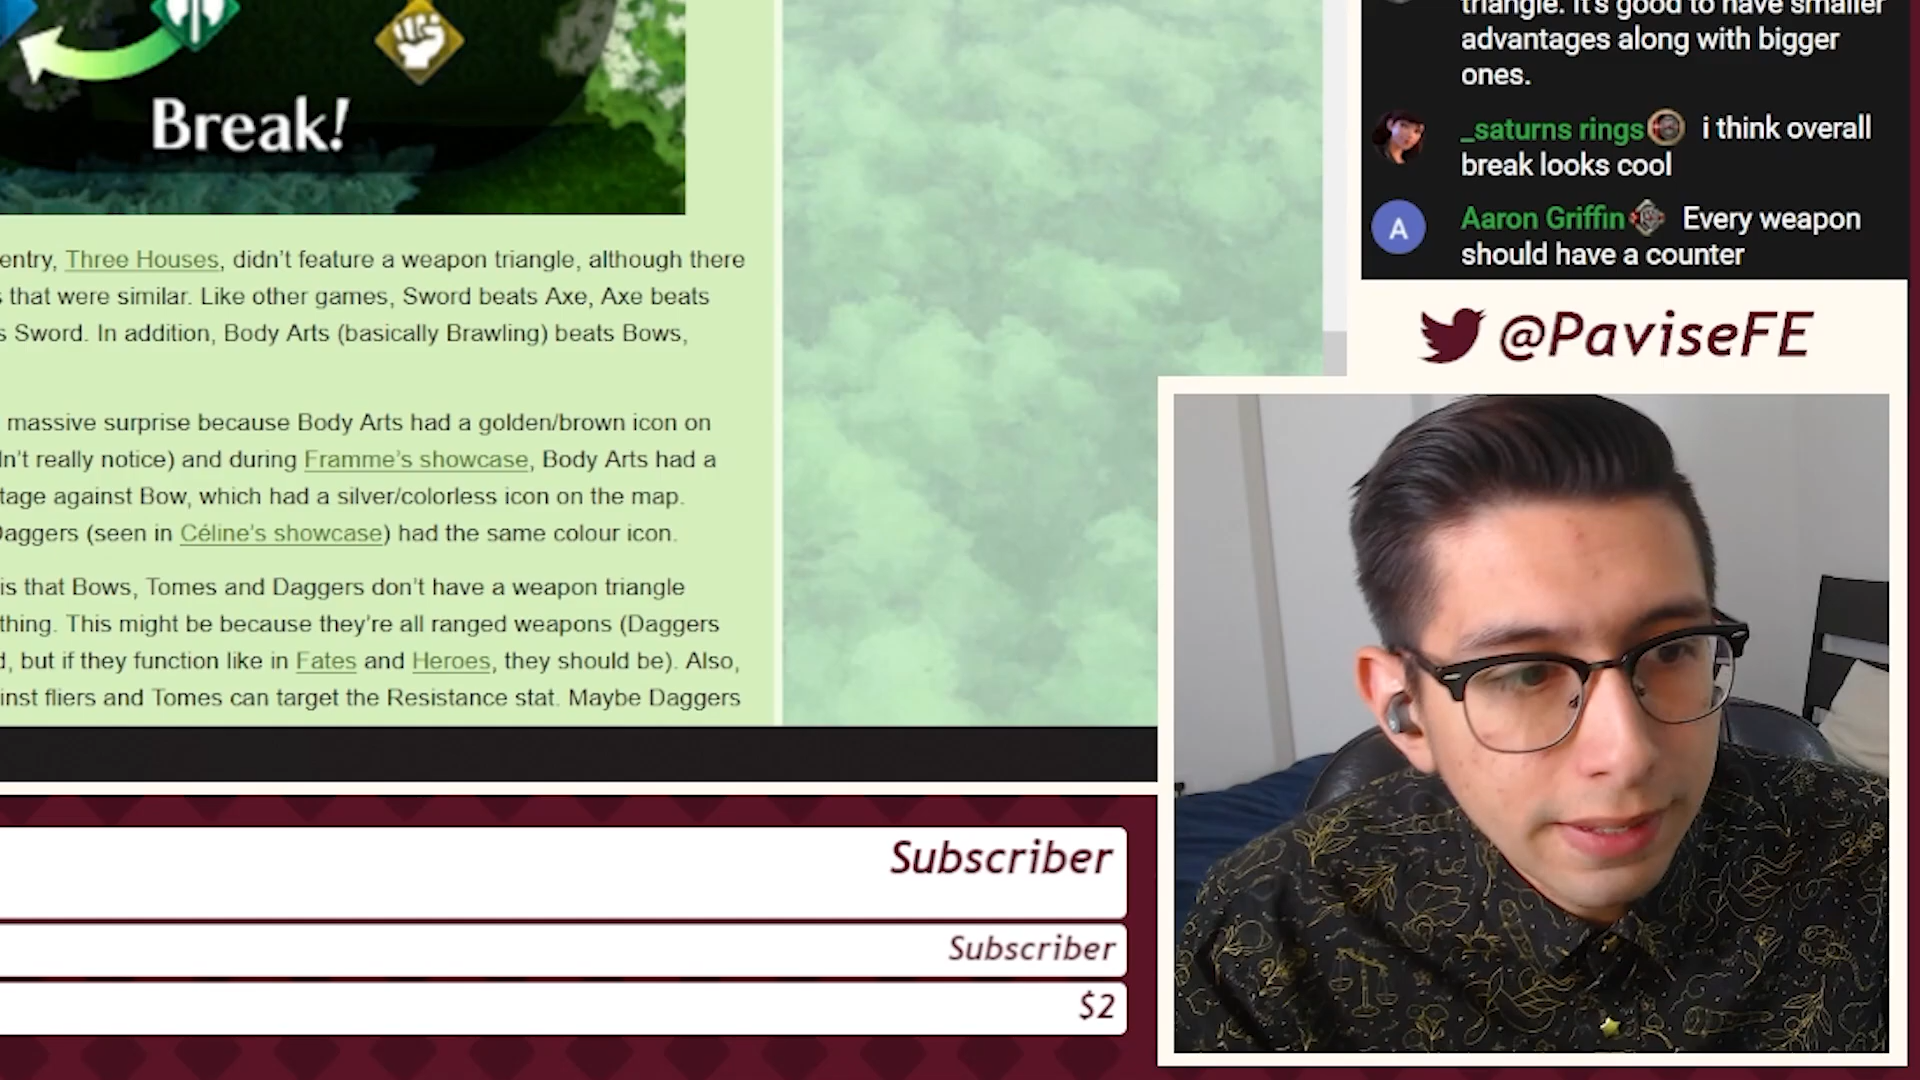 Break!
entry, Three Houses, didn't feature a weapon triangle, although there
s that were similar. Like other games, Sword beats Axe, Axe beats
s Sword. In addition, Body Arts (basically Brawling) beats Bows,
massive surprise because Body Arts had a golden/brown icon on
dn't really notice) and during Framme's showcase, Body Arts had a
tage against Bow, which had a silver/colorless icon on the map.
Daggers (seen in Céline's showcase) had the same colour icon.
is that Bows, Tomes and Daggers don't have a weapon triangle
thing. This might be because they're all ranged weapons (Daggers
d, but if they function like in Fates and Heroes, they should be). Also,
inst fliers and Tomes can target the Resistance stat. Maybe Daggers
triangle. It's good to have smaller
advantages along with bigger
ones.
_saturns rings i think overall
break looks cool
A
Aaron Griffin Every weapon
should have a counter
@PaviseFE
Subscriber
Subscriber
$2